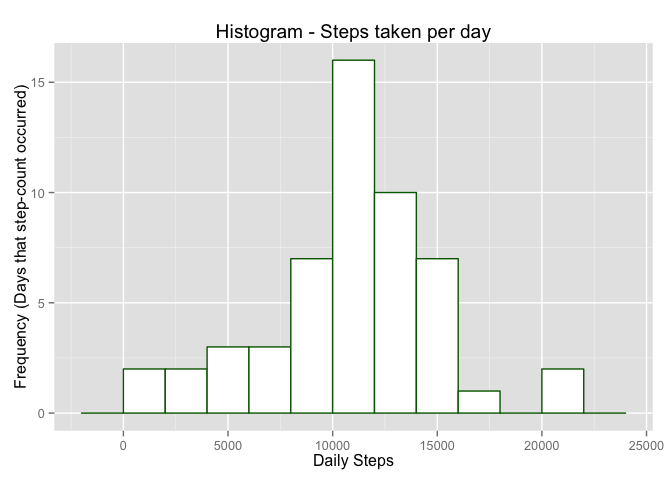 Histogram - Steps taken per day
Frequency (Days that step-count occurred)
15
10
5
0
0 5000 10000 15000 20000 25000
Daily Steps